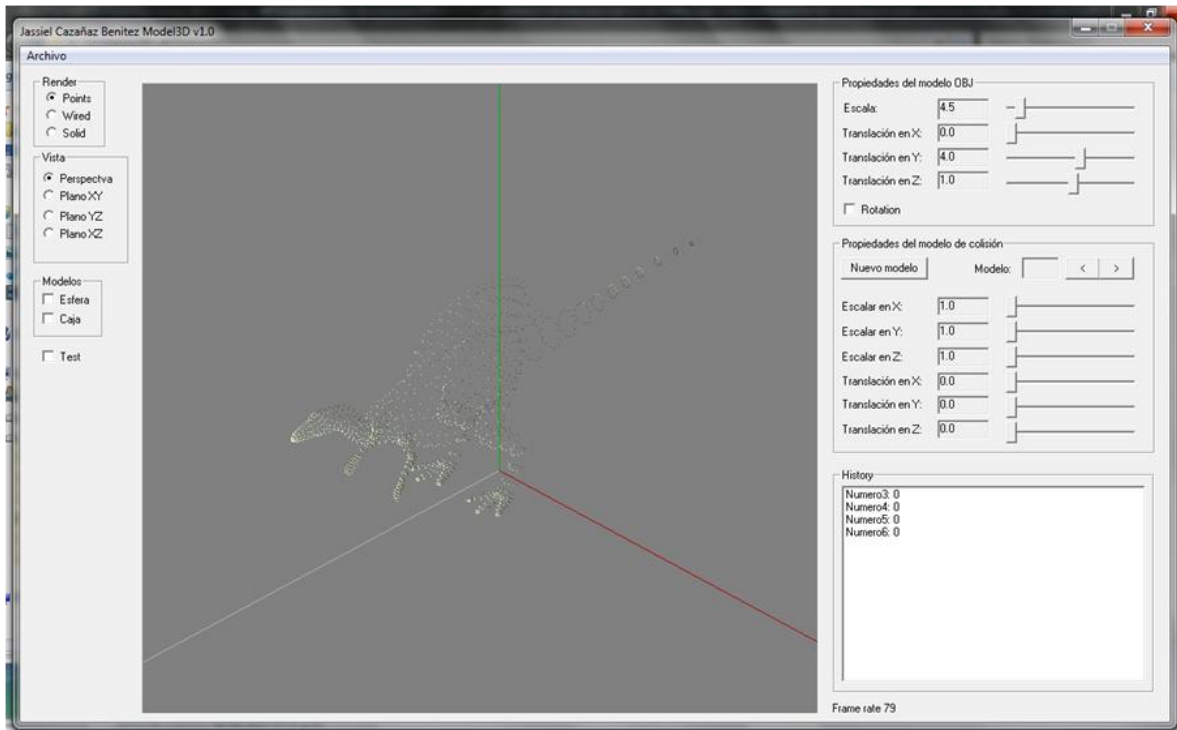 Jassiel Cazañaz Benitez Model3D v1.0
Archivo
Render
Points
Wired
Solid
Vista
Perspectva
Plano XY
Plano YZ
Plano XZ
Modelos
Esfera
Caja
Test
Propiedades del modelo OBJ
Escala: 4.5
Translación en X: 0.0
Translación en Y: 4.0
Translación en Z: 1.0
Rotation
Propiedades del modelo de colisión
Nuevo modelo Modelo: < >
Escalar en X: 1.0
Escalar en Y: 1.0
Escalar en Z: 1.0
Translación en X: 0.0
Translación en Y: 0.0
Translación en Z: 0.0
History
Numero3: 0
Numero4: 0
Numero5: 0
Numero6: 0
Frame rate 79